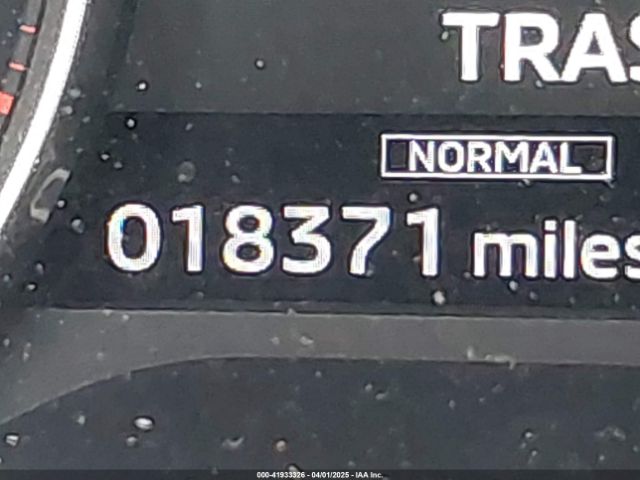 TRAS
NORMAL
018371 miles
000-41933326 - 04/01/2025 - IAA Inc.